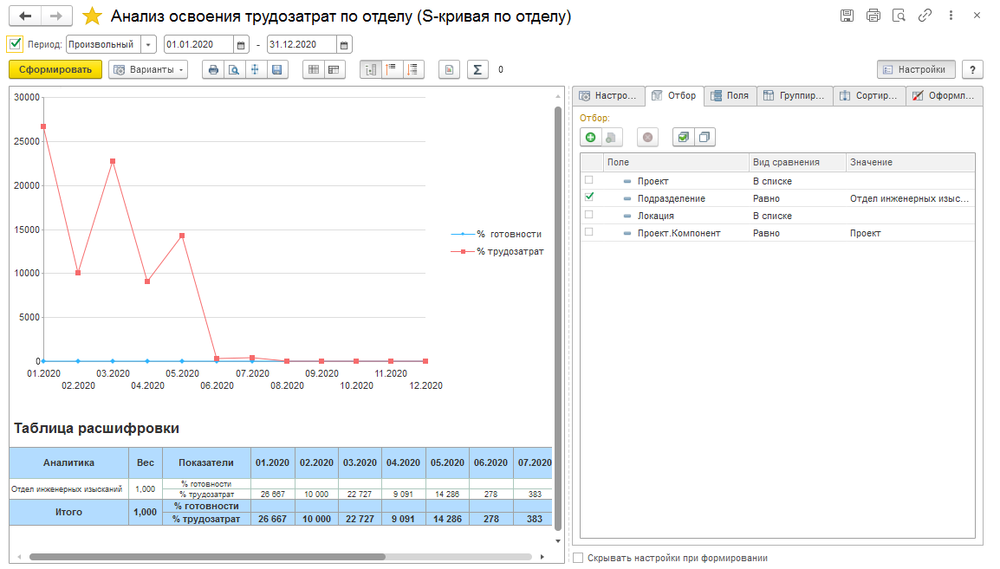 Анализ освоения трудозатрат по отделу (S-кривая по отделу)
Период: Произвольный 01.01.2020 - 31.12.2020
Сформировать Варианты Σ 0 Настройки ?
Настро... Отбор Поля Группир... Сортир... Оформл...
Отбор:
Поле Вид сравнения Значение
Проект В списке
Подразделение Равно Отдел инженерных изыс...
Локация В списке
Проект.Компонент Равно Проект
30000
25000
20000
15000
10000
5000
0
% готовности
% трудозатрат
01.2020 03.2020 05.2020 07.2020 09.2020 11.2020
02.2020 04.2020 06.2020 08.2020 10.2020 12.2020
Таблица расшифровки
Аналитика Вес Показатели 01.2020 02.2020 03.2020 04.2020 05.2020 06.2020 07.2020
Отдел инженерных изысканий 1,000 % готовности
% трудозатрат 26 667 10 000 22 727 9 091 14 286 278 383
Итого 1,000 % готовности
% трудозатрат 26 667 10 000 22 727 9 091 14 286 278 383
Скрывать настройки при формировании